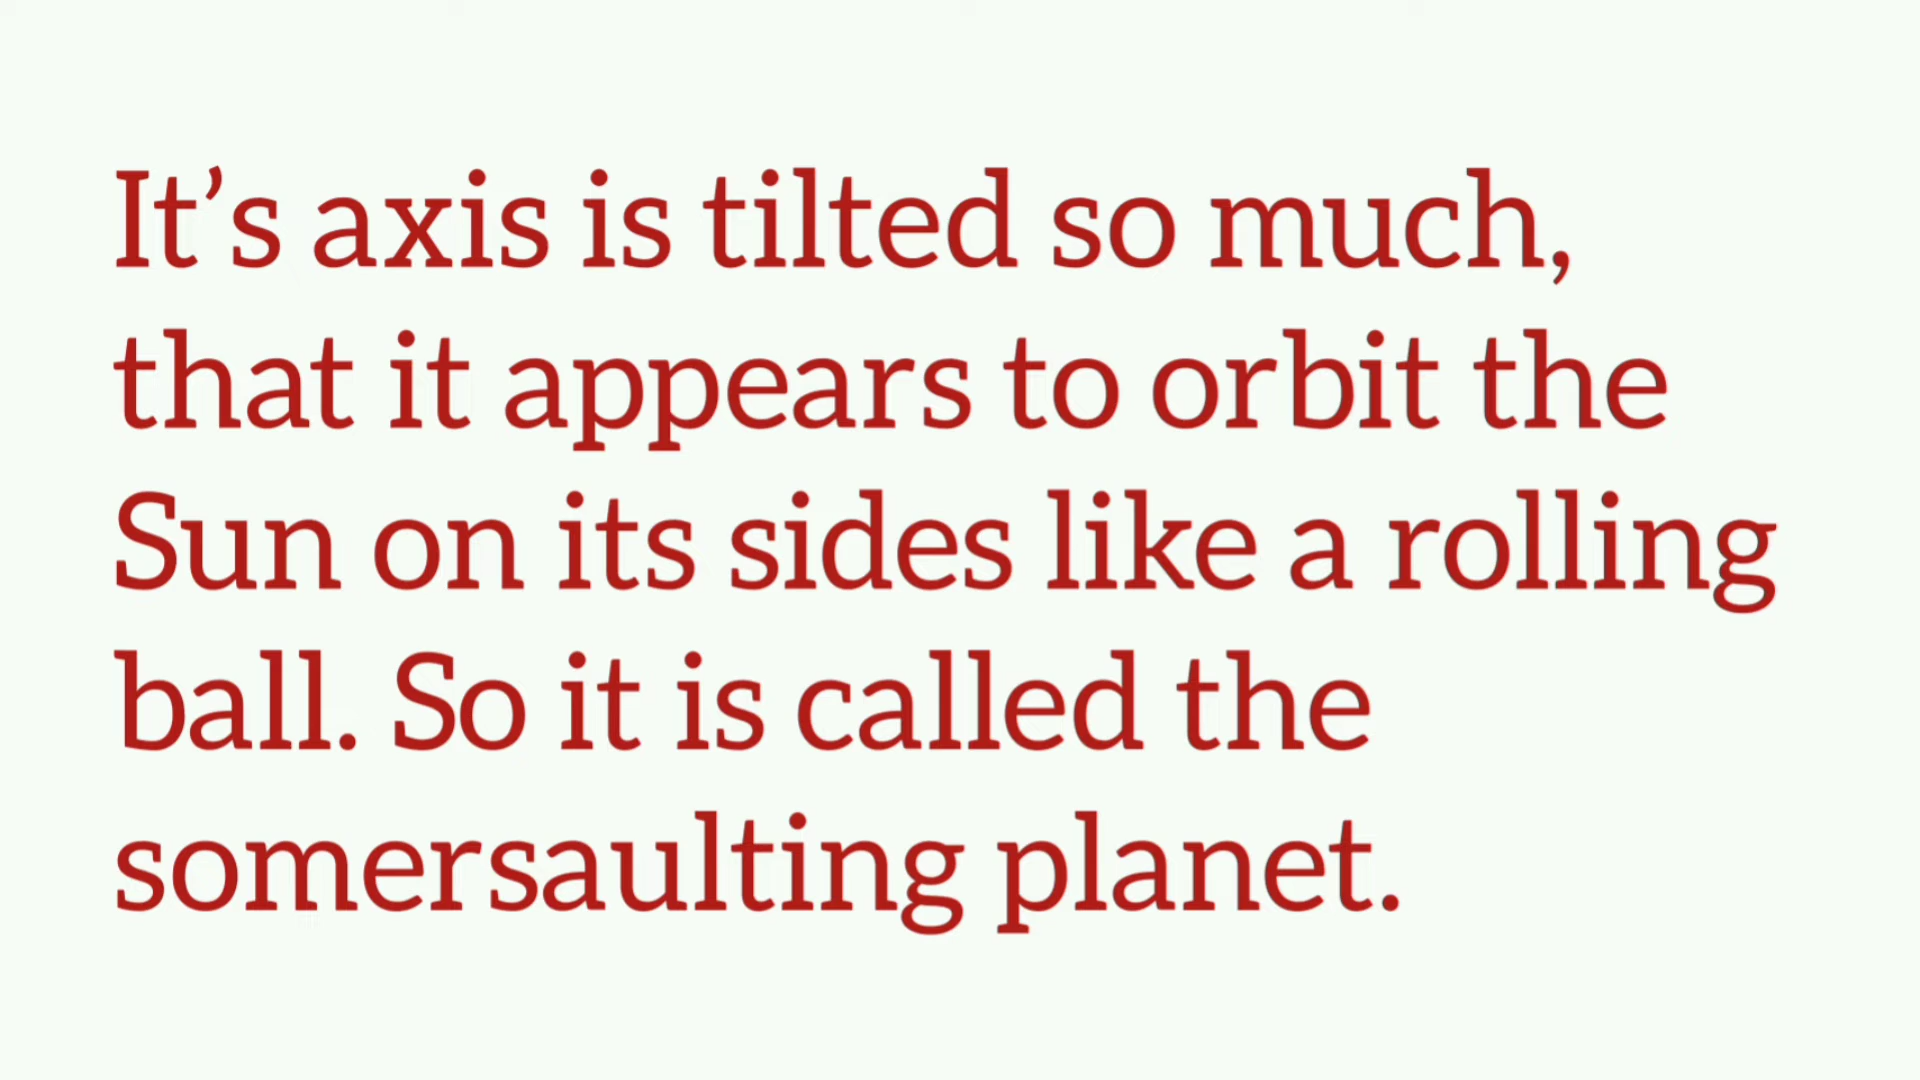 It’s axis is tilted so much,
that it appears to orbit the
Sun on its sides like a rolling
ball. So it is called the
somersaulting planet.